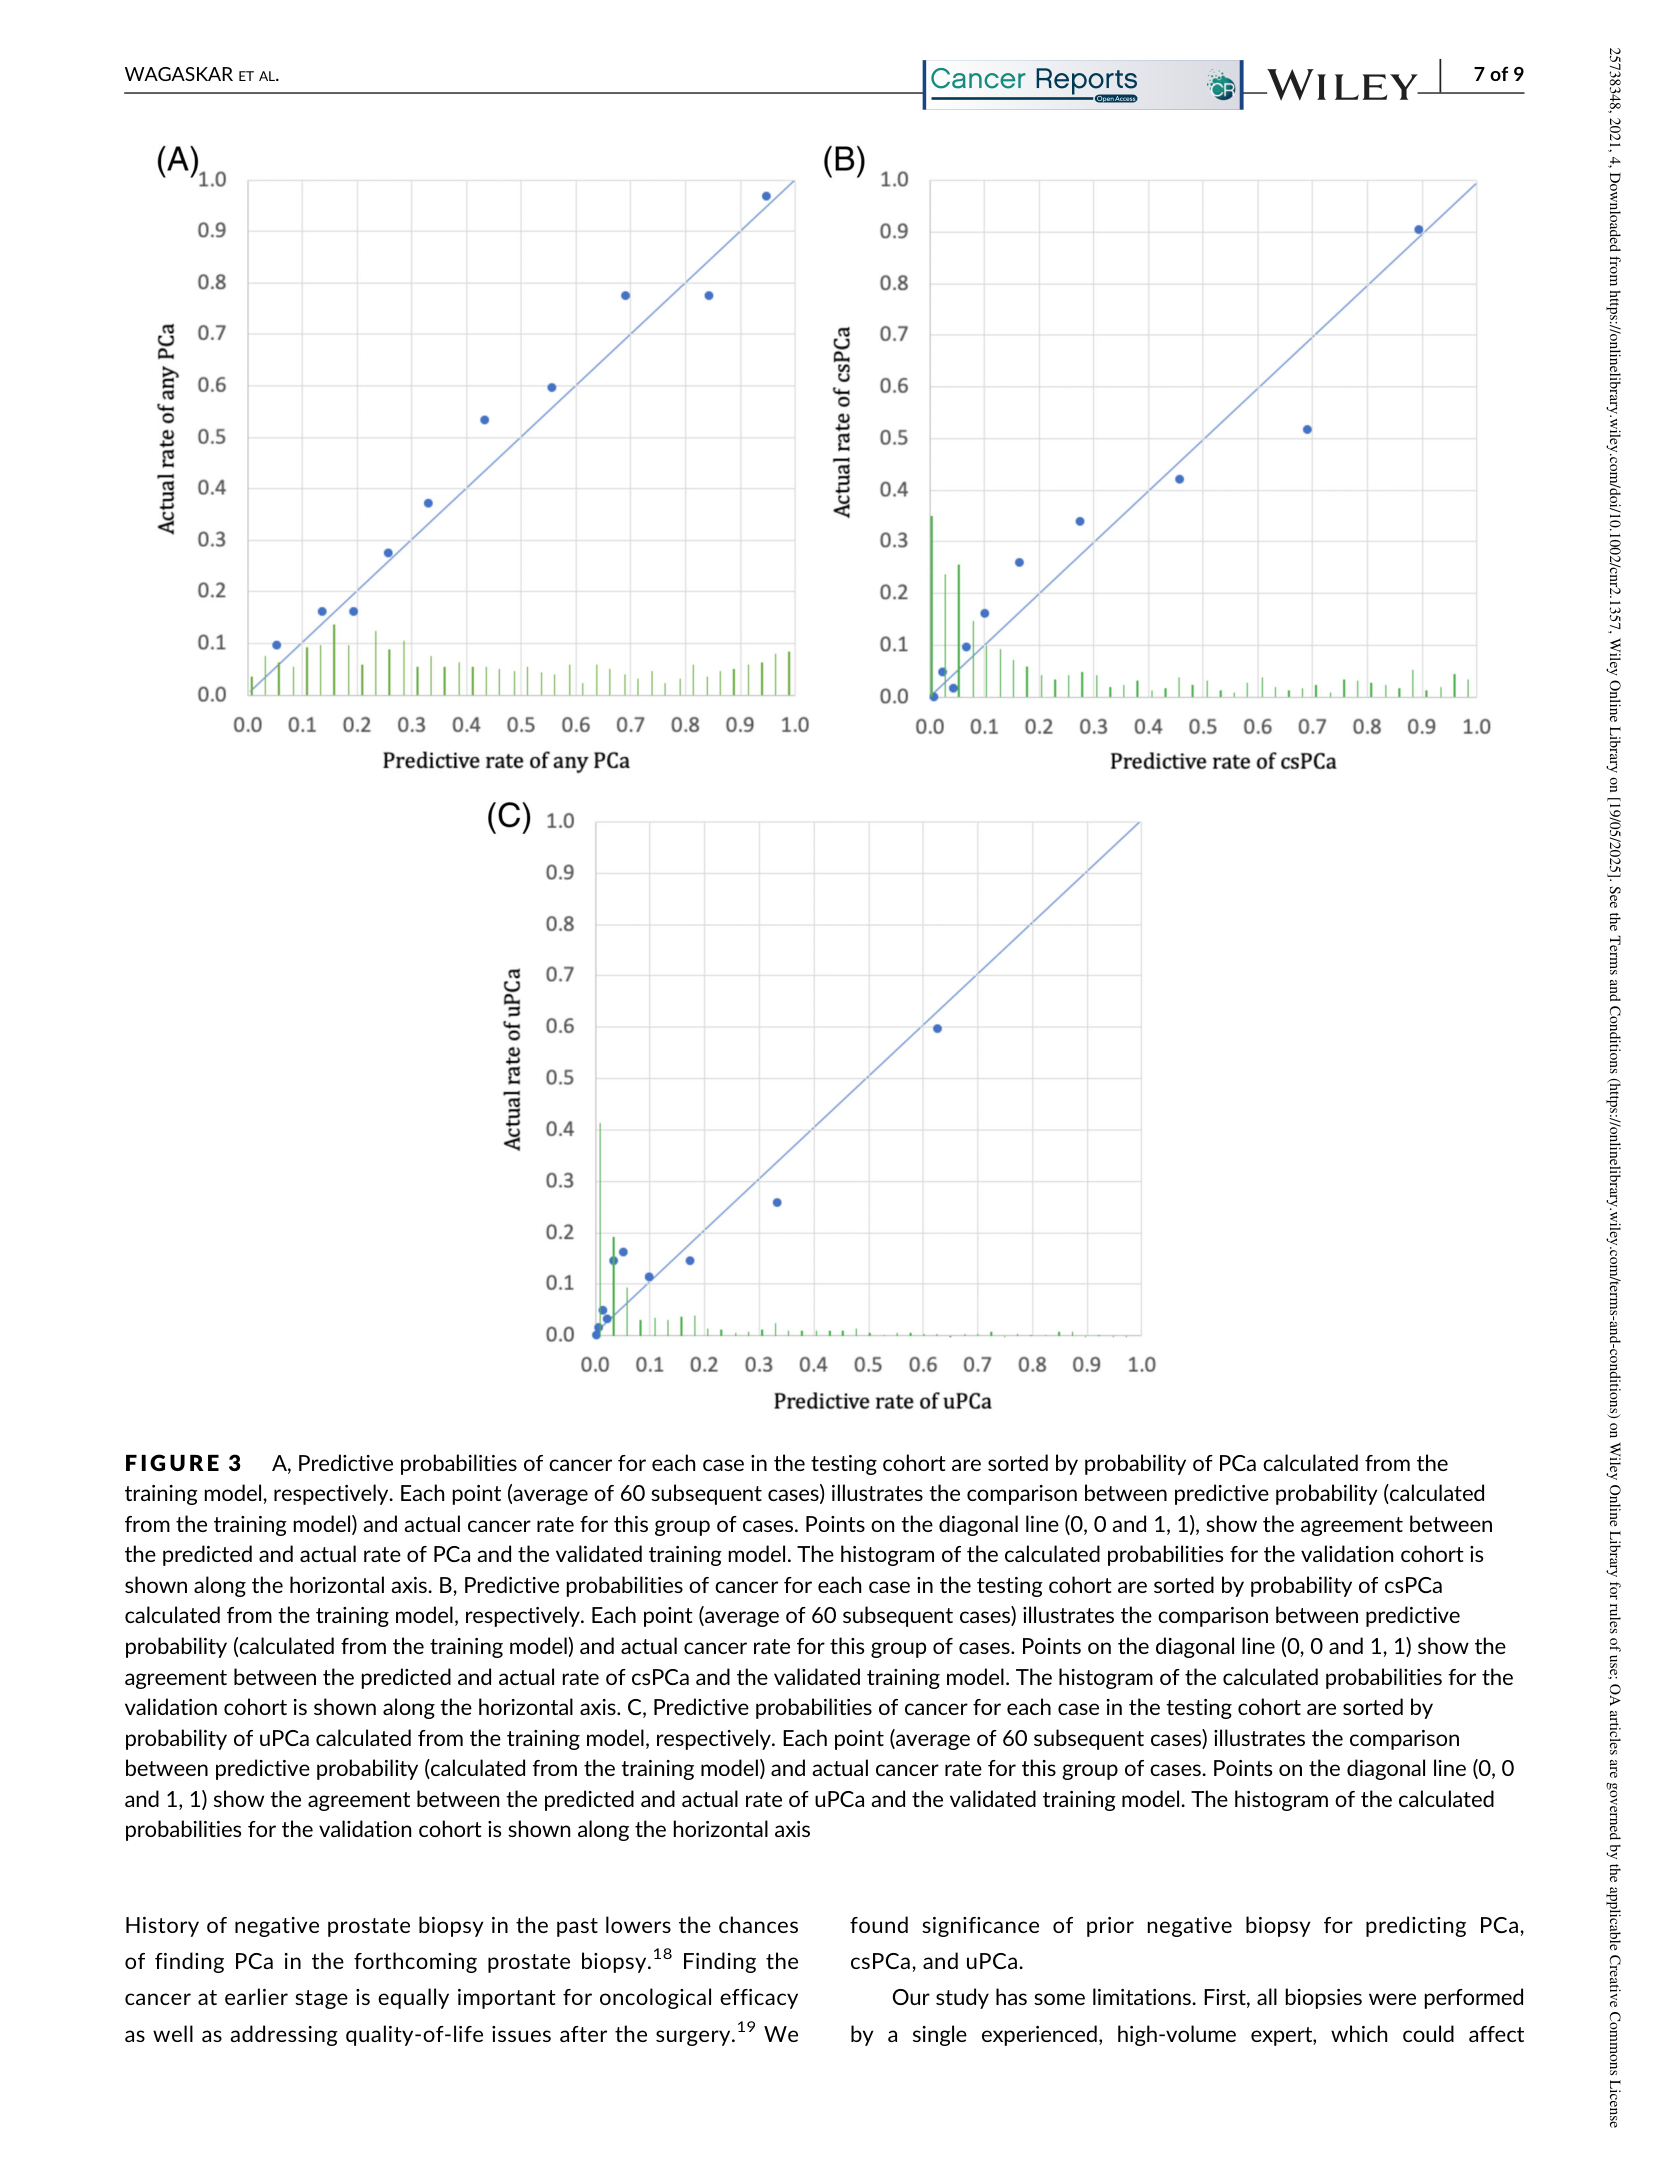 WAGASKAR ET AL.
Cancer Reports
Open Access
CR
WILEY
7 of 9
(A)
1.0
0.9
0.8
0.7
0.6
0.5
0.4
0.3
0.2
0.1
0.0
Actual rate of any PCa
0.0 0.1 0.2 0.3 0.4 0.5 0.6 0.7 0.8 0.9 1.0
Predictive rate of any PCa
(B)
1.0
0.9
0.8
0.7
0.6
0.5
0.4
0.3
0.2
0.1
0.0
Actual rate of csPCa
0.0 0.1 0.2 0.3 0.4 0.5 0.6 0.7 0.8 0.9 1.0
Predictive rate of csPCa
(C)
1.0
0.9
0.8
0.7
0.6
0.5
0.4
0.3
0.2
0.1
0.0
Actual rate of uPCa
0.0 0.1 0.2 0.3 0.4 0.5 0.6 0.7 0.8 0.9 1.0
Predictive rate of uPCa
FIGURE 3 A, Predictive probabilities of cancer for each case in the testing cohort are sorted by probability of PCa calculated from the
training model, respectively. Each point (average of 60 subsequent cases) illustrates the comparison between predictive probability (calculated
from the training model) and actual cancer rate for this group of cases. Points on the diagonal line (0, 0 and 1, 1), show the agreement between
the predicted and actual rate of PCa and the validated training model. The histogram of the calculated probabilities for the validation cohort is
shown along the horizontal axis. B, Predictive probabilities of cancer for each case in the testing cohort are sorted by probability of csPCa
calculated from the training model, respectively. Each point (average of 60 subsequent cases) illustrates the comparison between predictive
probability (calculated from the training model) and actual cancer rate for this group of cases. Points on the diagonal line (0, 0 and 1, 1) show the
agreement between the predicted and actual rate of csPCa and the validated training model. The histogram of the calculated probabilities for the
validation cohort is shown along the horizontal axis. C, Predictive probabilities of cancer for each case in the testing cohort are sorted by
probability of uPCa calculated from the training model, respectively. Each point (average of 60 subsequent cases) illustrates the comparison
between predictive probability (calculated from the training model) and actual cancer rate for this group of cases. Points on the diagonal line (0, 0
and 1, 1) show the agreement between the predicted and actual rate of uPCa and the validated training model. The histogram of the calculated
probabilities for the validation cohort is shown along the horizontal axis
History of negative prostate biopsy in the past lowers the chances
of finding PCa in the forthcoming prostate biopsy.18 Finding the
cancer at earlier stage is equally important for oncological efficacy
as well as addressing quality-of-life issues after the surgery.19 We
found significance of prior negative biopsy for predicting PCa,
csPCa, and uPCa.
Our study has some limitations. First, all biopsies were performed
by a single experienced, high-volume expert, which could affect
25738348, 2021, 4, Downloaded from https://onlinelibrary.wiley.com/doi/10.1002/cnr2.1357, Wiley Online Library on [19/05/2025]. See the Terms and Conditions (https://onlinelibrary.wiley.com/terms-and-conditions) on Wiley Online Library for rules of use; OA articles are governed by the applicable Creative Commons License